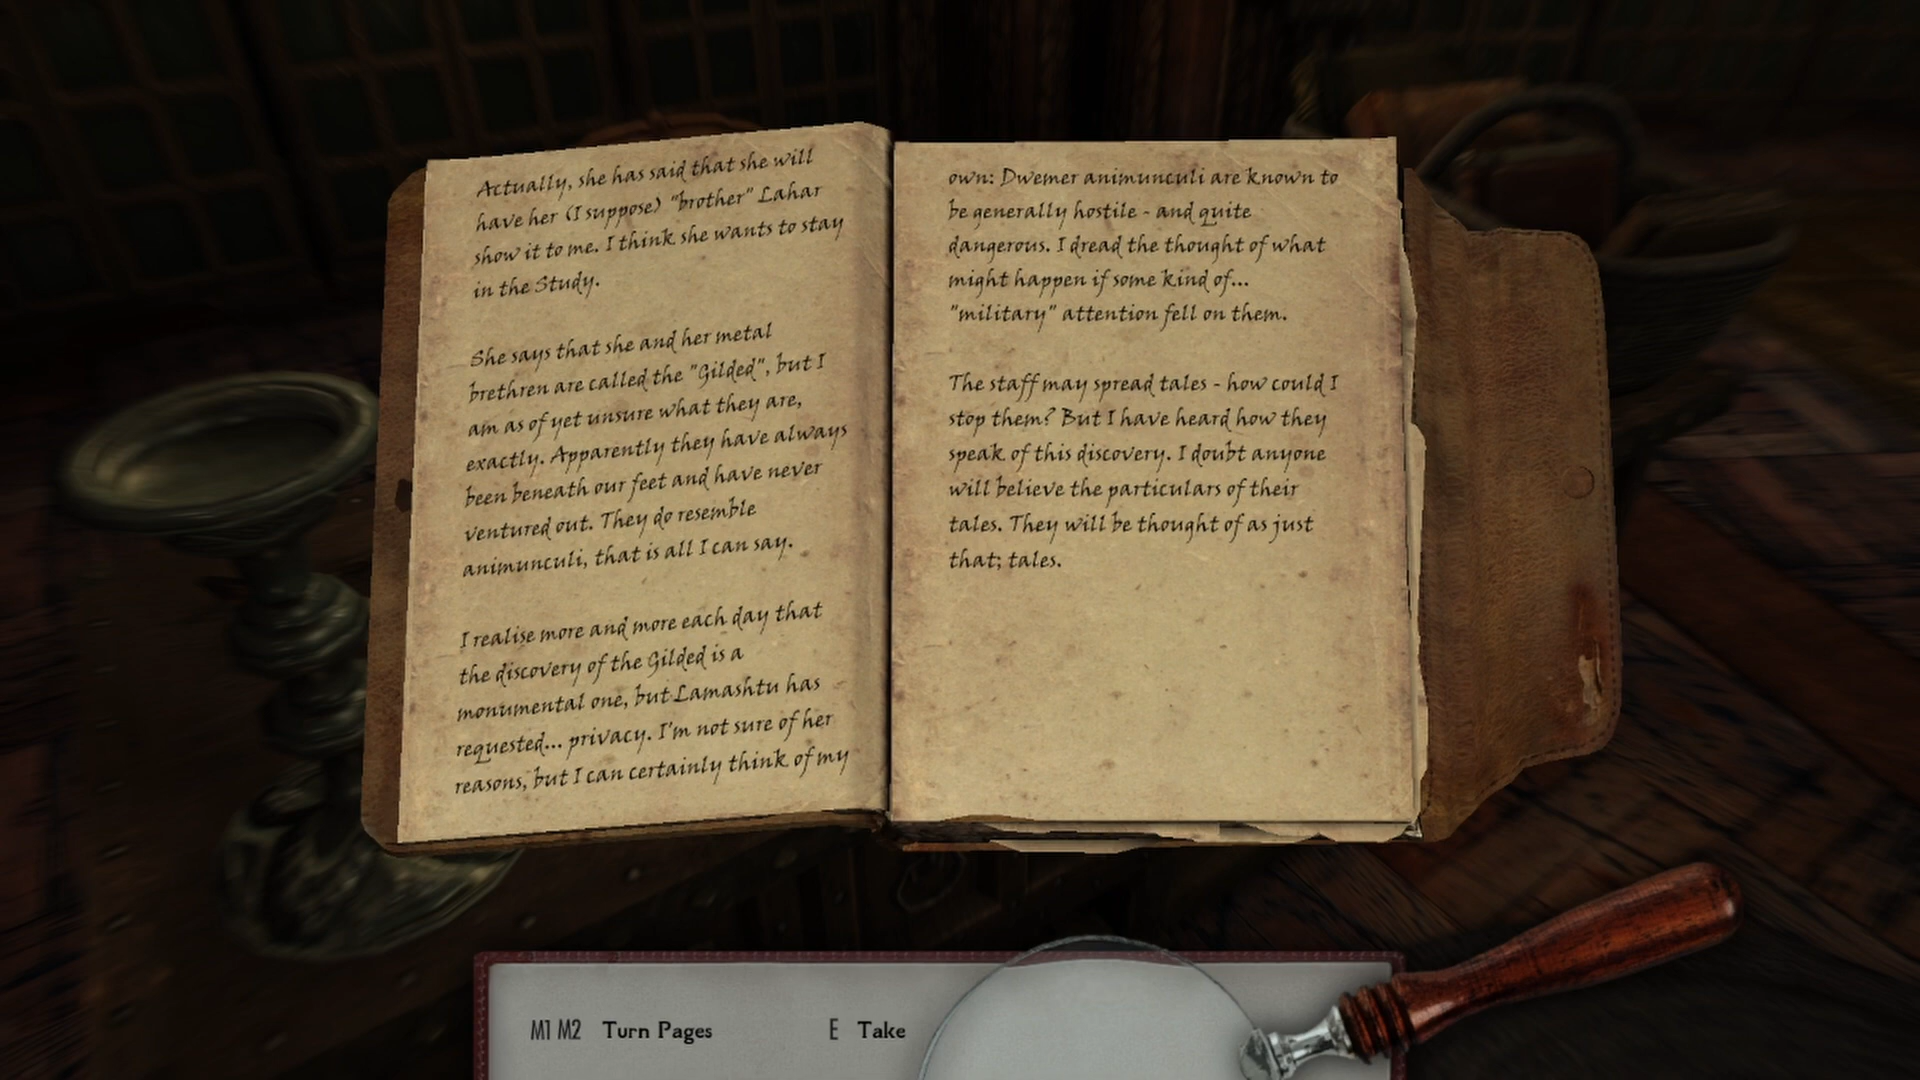 Actually, she has said that she will
have her (I suppose) "brother" Lahar
show it to me. I think she wants to stay
in the Study.
She says that she and her metal
brethren are called the "Gilded", but I
am as of yet unsure what they are,
exactly. Apparently they have always
been beneath our feet and have never
ventured out. They do resemble
animunculi, that is all I can say.
I realise more and more each day that
the discovery of the Gilded is a
monumental one, but Lamashtu has
requested... privacy. I'm not sure of her
reasons, but I can certainly think of my
own: Dwemer animunculi are known to
be generally hostile - and quite
dangerous. I dread the thought of what
might happen if some kind of...
"military" attention fell on them.
The staff may spread tales - how could I
stop them? But I have heard how they
speak of this discovery. I doubt anyone
will believe the particulars of their
tales. They will be thought of as just
that; tales.
M1 M2 Turn Pages E Take